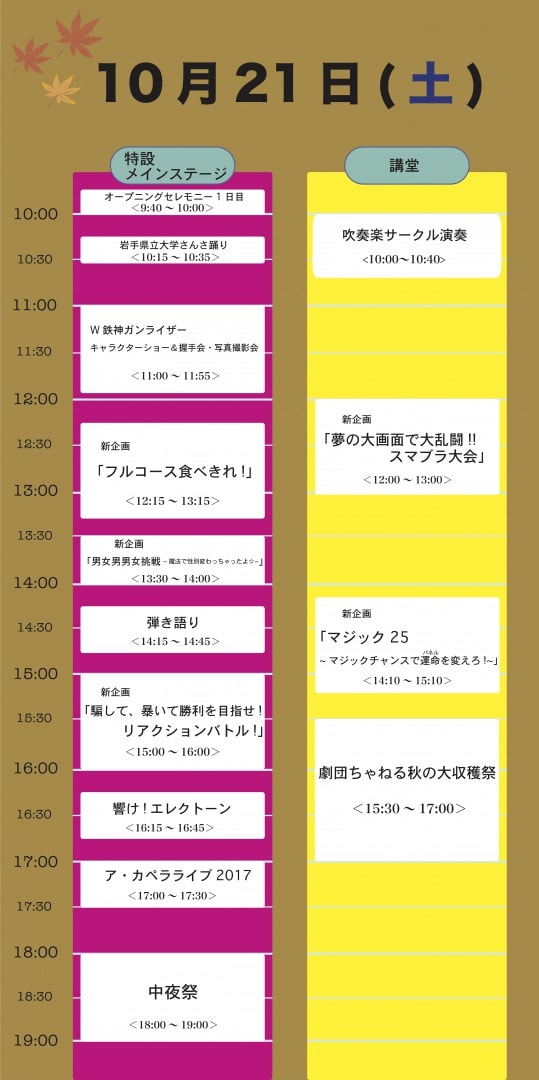 10月21日(土)
特設
メインステージ
オープニングセレモニー1日目
<9:40～10:00>
岩手県立大学さんさ踊り
<10:15～10:35>
W鉄神ガンライザー
キャラクターショー&握手会・写真撮影会
<11:00～11:55>
新企画
「フルコース食べきれ!」
<12:15～13:15>
新企画
「男女男男女挑戦~魔法で性別変わっちゃったよ☆~」
<13:30～14:00>
弾き語り
<14:15～14:45>
新企画
「騙して、暴いて勝利を目指せ!
リアクションバトル!」
<15:00～16:00>
響け!エレクトーン
<16:15～16:45>
ア・カペラライブ2017
<17:00～17:30>
中夜祭
<18:00～19:00>
講堂
吹奏楽サークル演奏
<10:00～10:40>
新企画
「夢の大画面で大乱闘!!
スマブラ大会」
<12:00～13:00>
新企画
「マジック25
パネル
~マジックチャンスで運命を変えろ!~」
<14:10～15:10>
劇団ちゃねる秋の大収穫祭
<15:30～17:00>
10:00
10:30
11:00
11:30
12:00
12:30
13:00
13:30
14:00
14:30
15:00
15:30
16:00
16:30
17:00
17:30
18:00
18:30
19:00